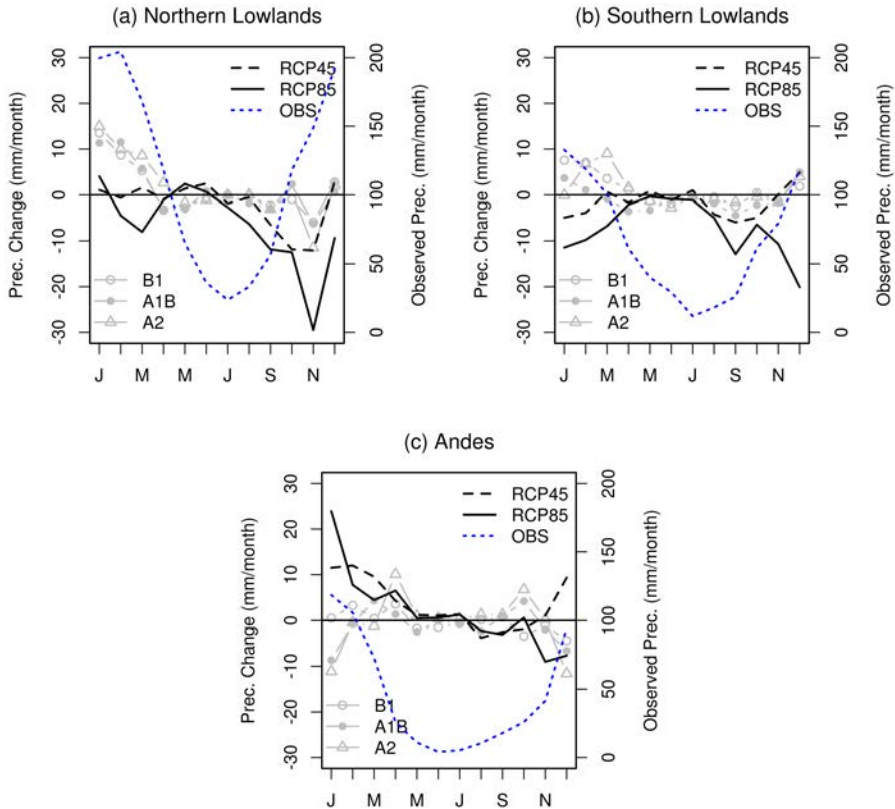 (a) Northern Lowlands
Prec. Change (mm/month)
30
20
10
0
-10
-20
-30
RCP45
RCP85
OBS
B1
A1B
A2
200
150
100
50
0
Observed Prec. (mm/month)
J M M J S N
(b) Southern Lowlands
Prec. Change (mm/month)
30
20
10
0
-10
-20
-30
RCP45
RCP85
OBS
B1
A1B
A2
200
150
100
50
0
Observed Prec. (mm/month)
J M M J S N
(c) Andes
Prec. Change (mm/month)
30
20
10
0
-10
-20
-30
RCP45
RCP85
OBS
B1
A1B
A2
200
150
100
50
0
Observed Prec. (mm/month)
J M M J S N